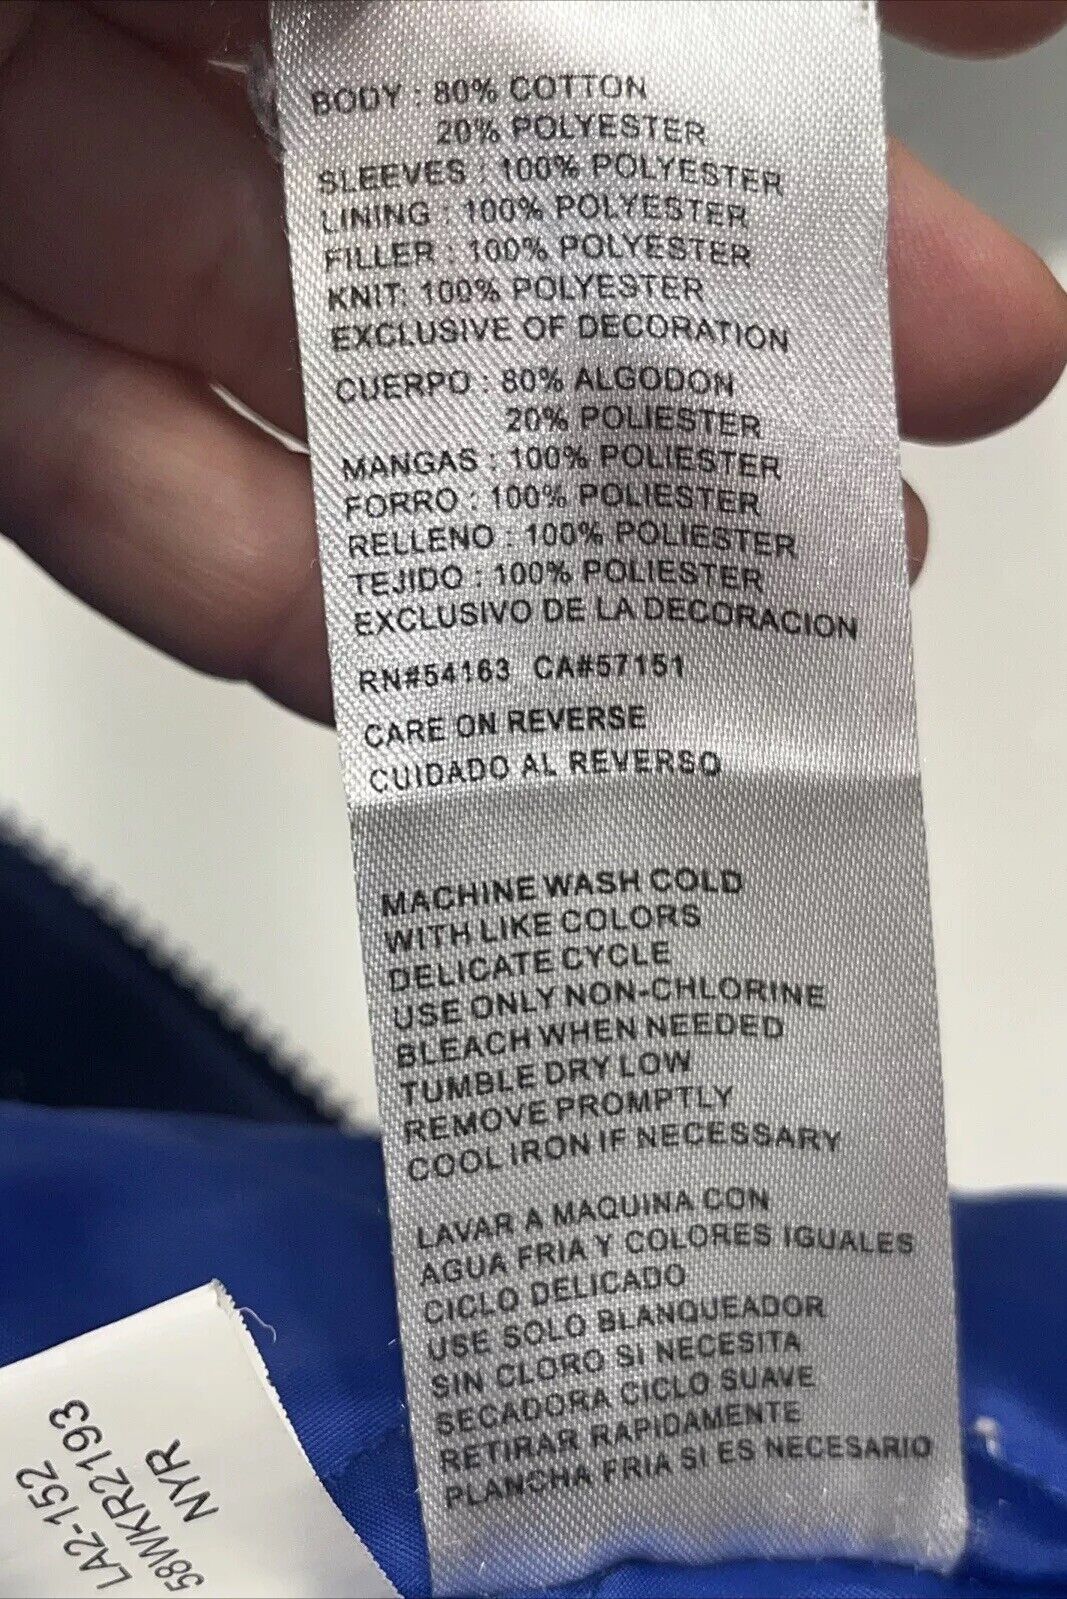 BODY : 80% COTTON
20% POLYESTER
SLEEVES : 100% POLYESTER
LINING : 100% POLYESTER
FILLER : 100% POLYESTER
KNIT: 100% POLYESTER
EXCLUSIVE OF DECORATION
CUERPO : 80% ALGODON
20% POLIESTER
MANGAS : 100% POLIESTER
FORRO : 100% POLIESTER
RELLENO : 100% POLIESTER
TEJIDO : 100% POLIESTER
EXCLUSIVO DE LA DECORACION
RN#54163 CA#57151
CARE ON REVERSE
CUIDADO AL REVERSO
MACHINE WASH COLD
WITH LIKE COLORS
DELICATE CYCLE
USE ONLY NON-CHLORINE
BLEACH WHEN NEEDED
TUMBLE DRY LOW
REMOVE PROMPTLY
COOL IRON IF NECESSARY
LAVAR A MAQUINA CON
AGUA FRIA Y COLORES IGUALES
CICLO DELICADO
USE SOLO BLANQUEADOR
SIN CLORO SI NECESITA
SECADORA CICLO SUAVE
RETIRAR RAPIDAMENTE
PLANCHA FRIA SI ES NECESARIO
LA2-152
58WKR2193
NYR